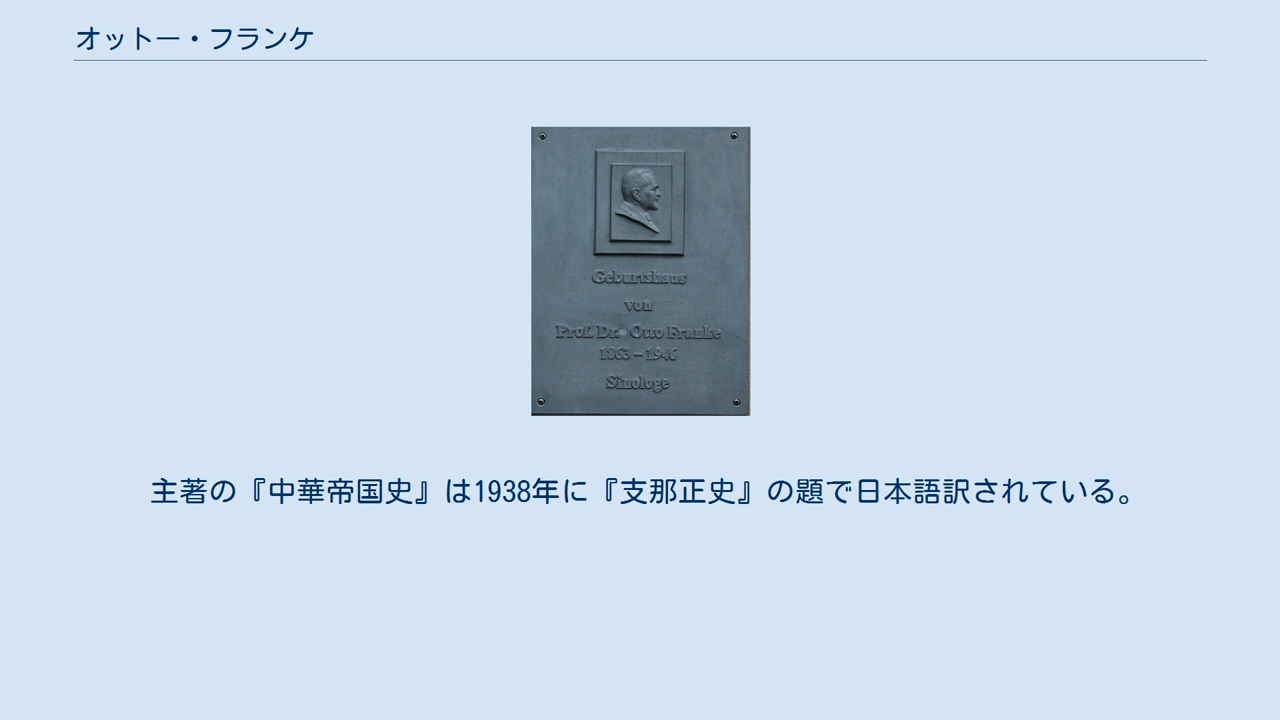 オットー・フランケ
Geburtshaus
von
Prof. Dr. Otto Franke
1863 – 1946
Sinologe
主著の『中華帝国史』は1938年に『支那正史』の題で日本語訳されている。